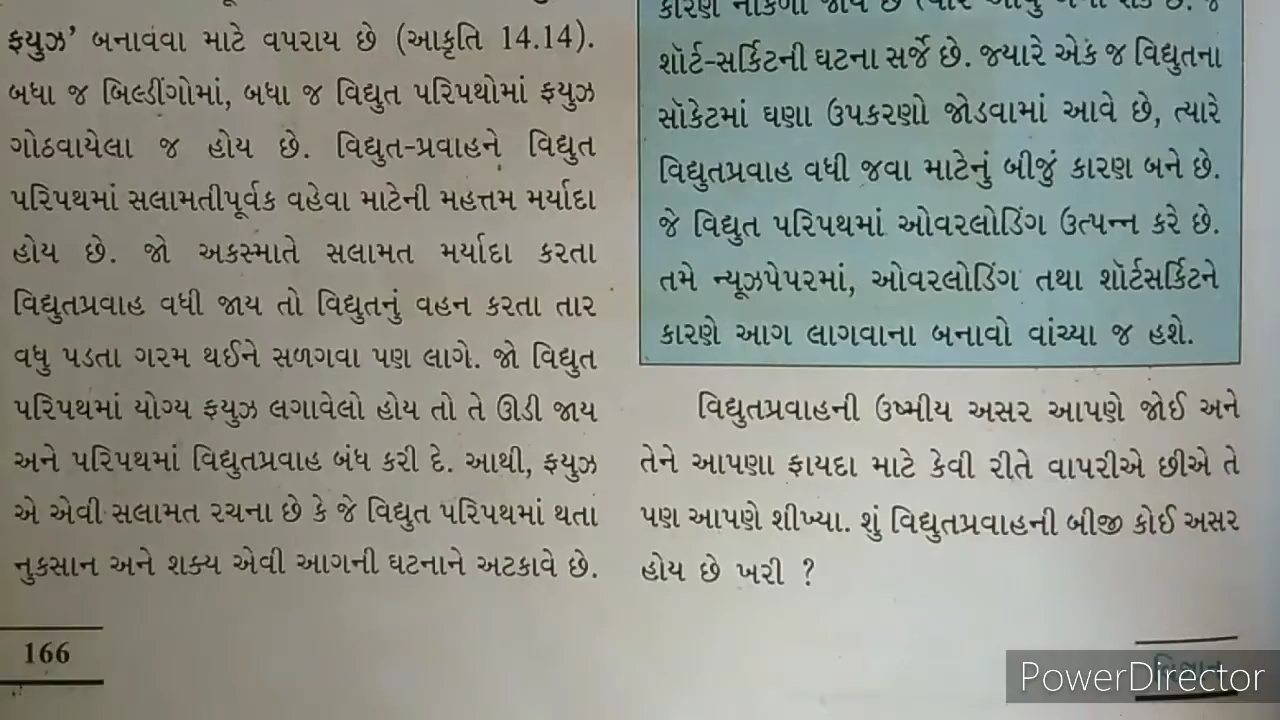 ફ્યુઝ’ બનાવવા માટે વપરાય છે (આકૃતિ 14.14).
બધા જ બિલ્ડીંગોમાં, બધા જ વિદ્યુત પરિપથોમાં ફ્યુઝ
ગોઠવાયેલા જ હોય છે. વિદ્યુત-પ્રવાહને વિદ્યુત
પરિપથમાં સલામતીપૂર્વક વહેવા માટેની મહત્તમ મર્યાદા
હોય છે. જો અકસ્માતે સલામત મર્યાદા કરતા
વિદ્યુતપ્રવાહ વધી જાય તો વિદ્યુતનું વહન કરતા તાર
વધુ પડતા ગરમ થઈને સળગવા પણ લાગે. જો વિદ્યુત
પરિપથમાં યોગ્ય ફ્યુઝ લગાવેલો હોય તો તે ઊડી જાય
અને પરિપથમાં વિદ્યુતપ્રવાહ બંધ કરી દે. આથી, ફ્યુઝ
એ એવી સલામત રચના છે કે જે વિદ્યુત પરિપથમાં થતા
નુકસાન અને શક્ય એવી આગની ઘટનાને અટકાવે છે.
166
કારણ નીકળી જાય છે ત્યારે
શૉર્ટ-સર્કિટની ઘટના સર્જે છે. જ્યારે એક જ વિદ્યુતના
સૉકેટમાં ઘણા ઉપકરણો જોડવામાં આવે છે, ત્યારે
વિદ્યુતપ્રવાહ વધી જવા માટેનું બીજું કારણ બને છે.
જે વિદ્યુત પરિપથમાં ઓવરલોડિંગ ઉત્પન્ન કરે છે.
તમે ન્યૂઝપેપરમાં, ઓવરલોડિંગ તથા શૉર્ટસર્કિટને
કારણે આગ લાગવાના બનાવો વાંચ્યા જ હશે.
વિદ્યુતપ્રવાહની ઉષ્મીય અસર આપણે જોઈ અને
તેને આપણા ફાયદા માટે કેવી રીતે વાપરીએ છીએ તે
પણ આપણે શીખ્યા. શું વિદ્યુતપ્રવાહની બીજી કોઈ અસર
હોય છે ખરી ?
PowerDirector